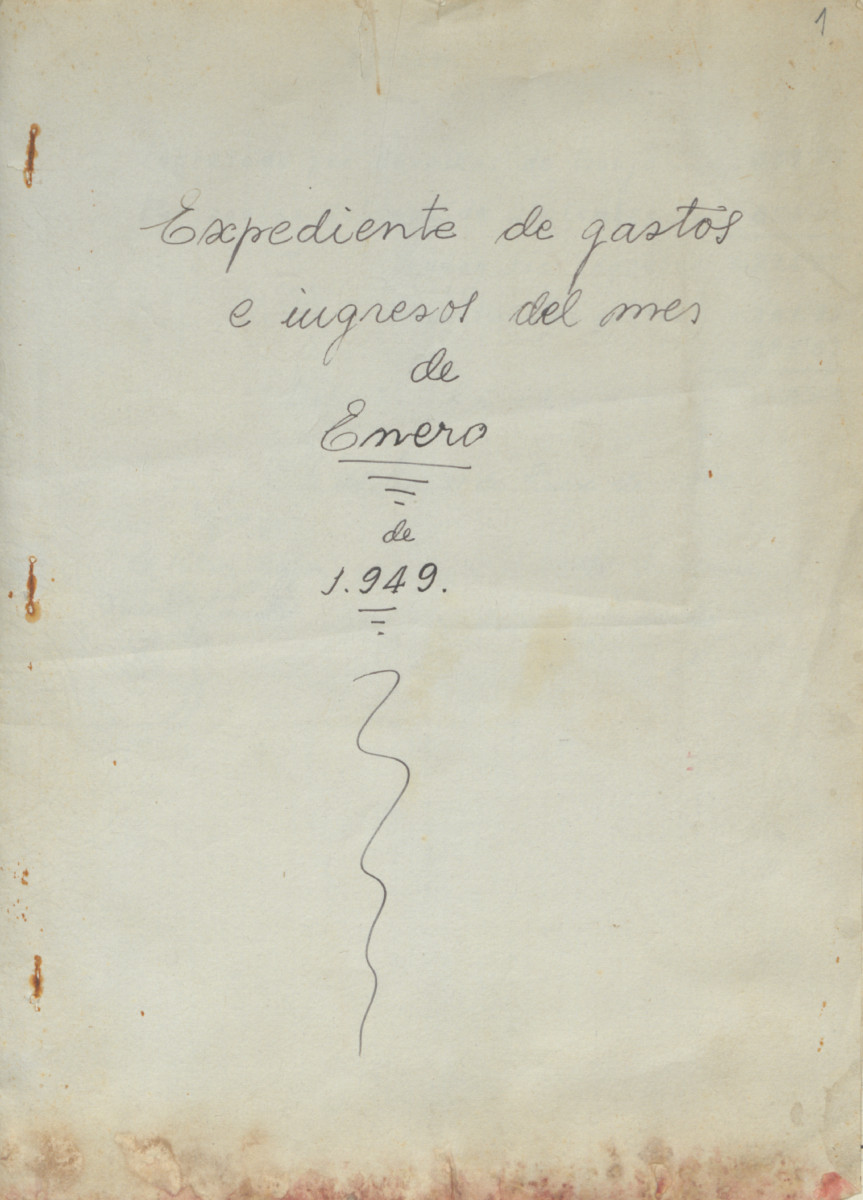 1
Expediente de gastos
e ingresos del mes
de
Enero
de
1.949.